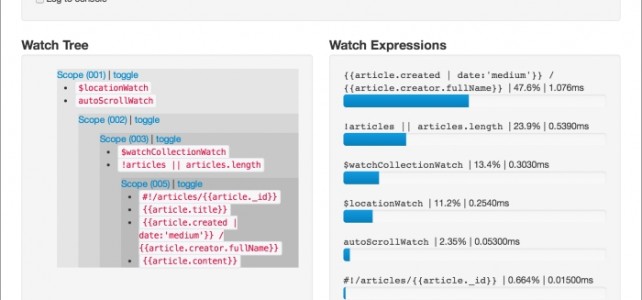 Log to console
Watch Tree
Scope (001) | toggle
$locationWatch
autoScrollWatch
Scope (002) | toggle
Scope (003) | toggle
$watchCollectionWatch
!articles || articles.length
Scope (005) | toggle
#!/articles/{{article._id}}
{{article.title}}
{{article.created |
date:'medium'}} /
{{article.creator.fullName}}
{{article.content}}
Watch Expressions
{{article.created | date:'medium'}} /
{{article.creator.fullName}} | 47.6% | 1.076ms
!articles || articles.length | 23.9% | 0.5390ms
$watchCollectionWatch | 13.4% | 0.3030ms
$locationWatch | 11.2% | 0.2540ms
autoScrollWatch | 2.35% | 0.05300ms
#!/articles/{{article._id}} | 0.664% | 0.01500ms